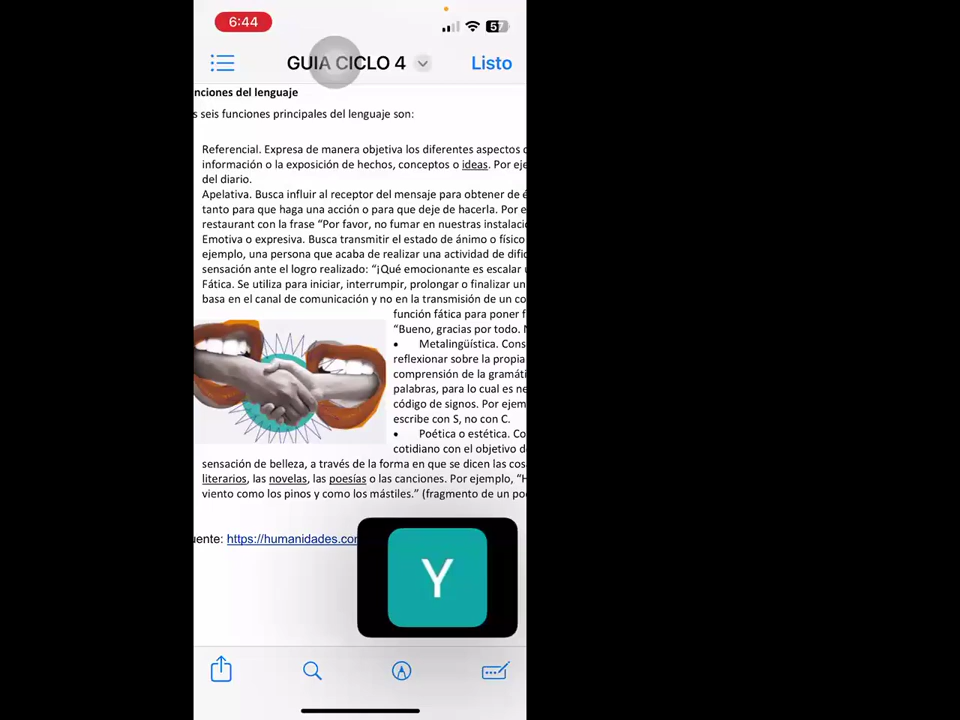 6:44
57
GUIA CICLO 4
Listo
nciones del lenguaje
s seis funciones principales del lenguaje son:
Referencial. Expresa de manera objetiva los diferentes aspectos
información o la exposición de hechos, conceptos o ideas. Por eje
del diario.
Apelativa. Busca influir al receptor del mensaje para obtener de é
tanto para que haga una acción o para que deje de hacerla. Por e
restaurant con la frase “Por favor, no fumar en nuestras instalaci
Emotiva o expresiva. Busca transmitir el estado de ánimo o físico
ejemplo, una persona que acaba de realizar una actividad de difi
sensación ante el logro realizado: “¡Qué emocionante es escalar
Fática. Se utiliza para iniciar, interrumpir, prolongar o finalizar un
basa en el canal de comunicación y no en la transmisión de un co
función fática para poner f
“Bueno, gracias por todo.
• Metalingüística. Cons
reflexionar sobre la propia
comprensión de la gramáti
palabras, para lo cual es ne
código de signos. Por ejem
escribe con S, no con C.
• Poética o estética. Co
cotidiano con el objetivo d
sensación de belleza, a través de la forma en que se dicen las cos
literarios, las novelas, las poesías o las canciones. Por ejemplo, “H
viento como los pinos y como los mástiles.” (fragmento de un po
uente: https://humanidades.com
Y